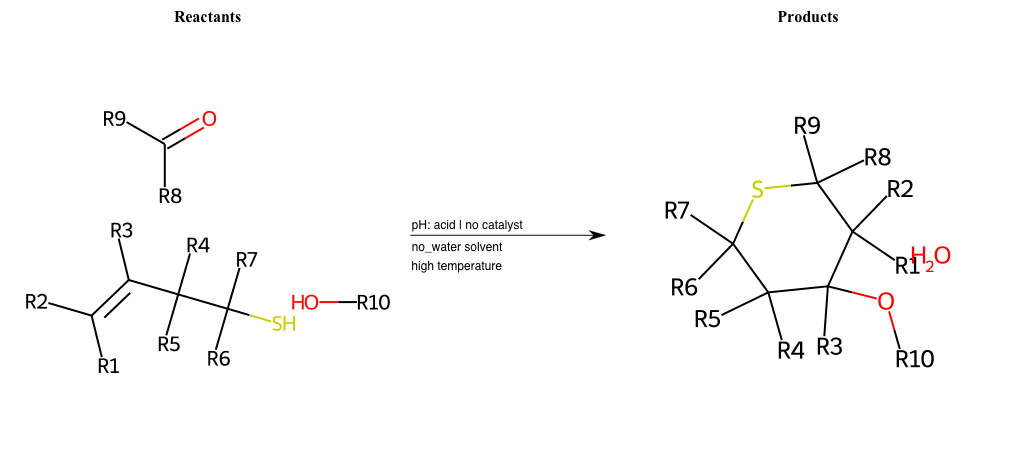 Reactants
Products
R9
O
R8
R3
R4
R7
R2
HO
R10
SH
R5
R6
R1
pH: acid | no catalyst
no_water solvent
high temperature
R9
R8
S
R2
R7
R1
H2O
R6
O
R5
R4
R3
R10